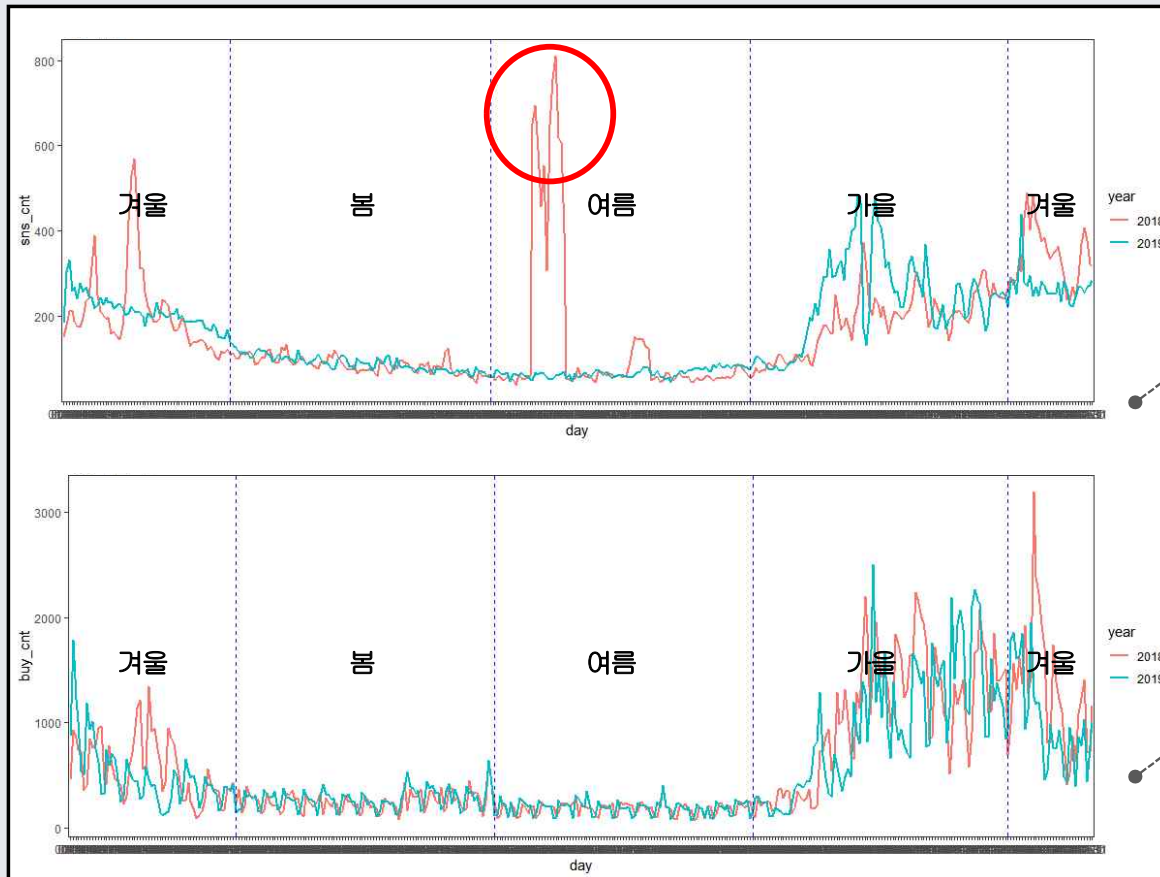 800
600
400
200
sns_cnt
겨울
봄
여름
가을
겨울
year
2018
2019
day
3000
2000
1000
0
buy_cnt
겨울
봄
여름
가을
겨울
year
2018
2019
day